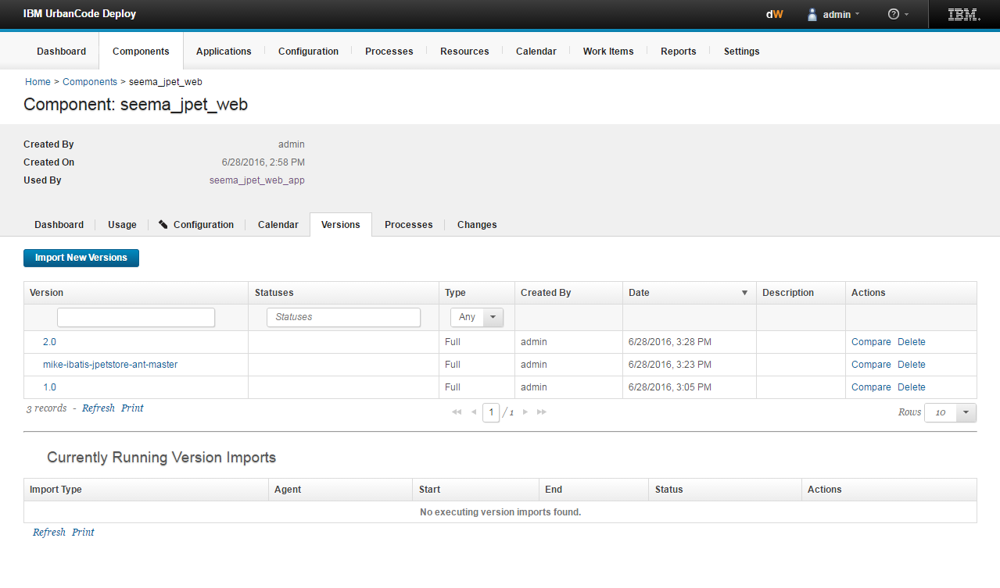 IBM UrbanCode Deploy dW admin ? IBM.
Dashboard Components Applications Configuration Processes Resources Calendar Work Items Reports Settings
Home > Components > seema_jpet_web
Component: seema_jpet_web
Created By admin
Created On 6/28/2016, 2:58 PM
Used By seema_jpet_web_app
Dashboard Usage Configuration Calendar Versions Processes Changes
Import New Versions
Version Statuses Type Created By Date Description Actions
Statuses Any
2.0 Full admin 6/28/2016, 3:28 PM Compare Delete
mike-ibatis-jpetstore-ant-master Full admin 6/28/2016, 3:23 PM Compare Delete
1.0 Full admin 6/28/2016, 3:05 PM Compare Delete
3 records - Refresh Print 1 / 1 Rows 10
Currently Running Version Imports
Import Type Agent Start End Status Actions
No executing version imports found.
Refresh Print